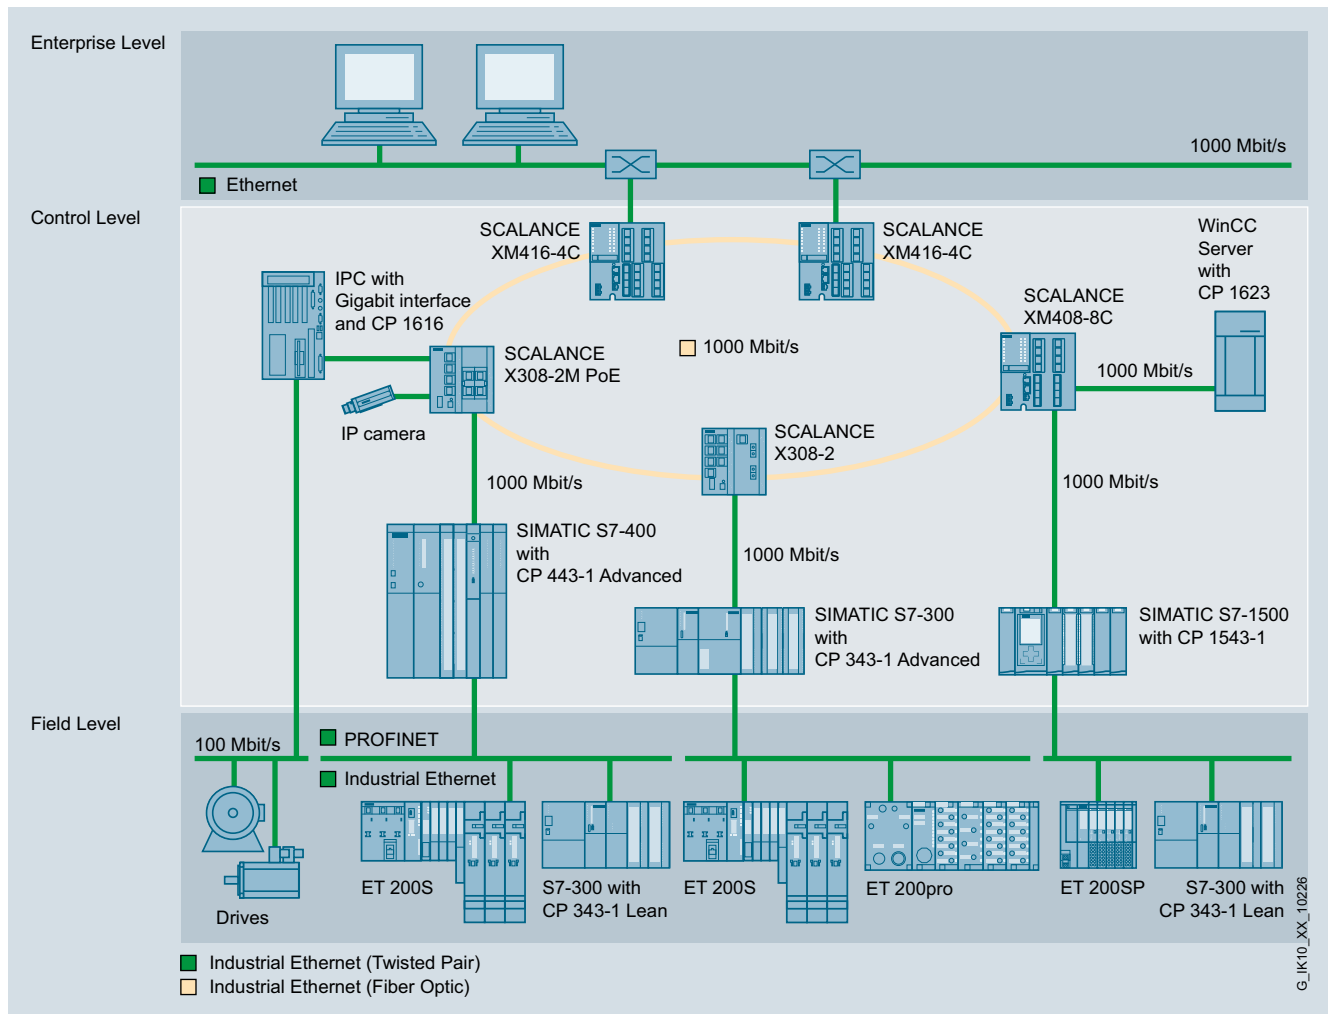 Enterprise Level
1000 Mbit/s
Ethernet
Control Level
SCALANCE
XM416-4C
SCALANCE
XM416-4C
WinCC
Server
with
CP 1623
IPC with
Gigabit interface
and CP 1616
SCALANCE
XM408-8C
SCALANCE
X308-2M PoE
1000 Mbit/s
1000 Mbit/s
IP camera
SCALANCE
X308-2
1000 Mbit/s
1000 Mbit/s
SIMATIC S7-400
with
CP 443-1 Advanced
1000 Mbit/s
SIMATIC S7-300
with
CP 343-1 Advanced
SIMATIC S7-1500
with CP 1543-1
Field Level
100 Mbit/s
PROFINET
Industrial Ethernet
ET 200S
S7-300 with
CP 343-1 Lean
ET 200S
ET 200pro
ET 200SP
S7-300 with
CP 343-1 Lean
Drives
G_IK10_XX_10226
Industrial Ethernet (Twisted Pair)
Industrial Ethernet (Fiber Optic)